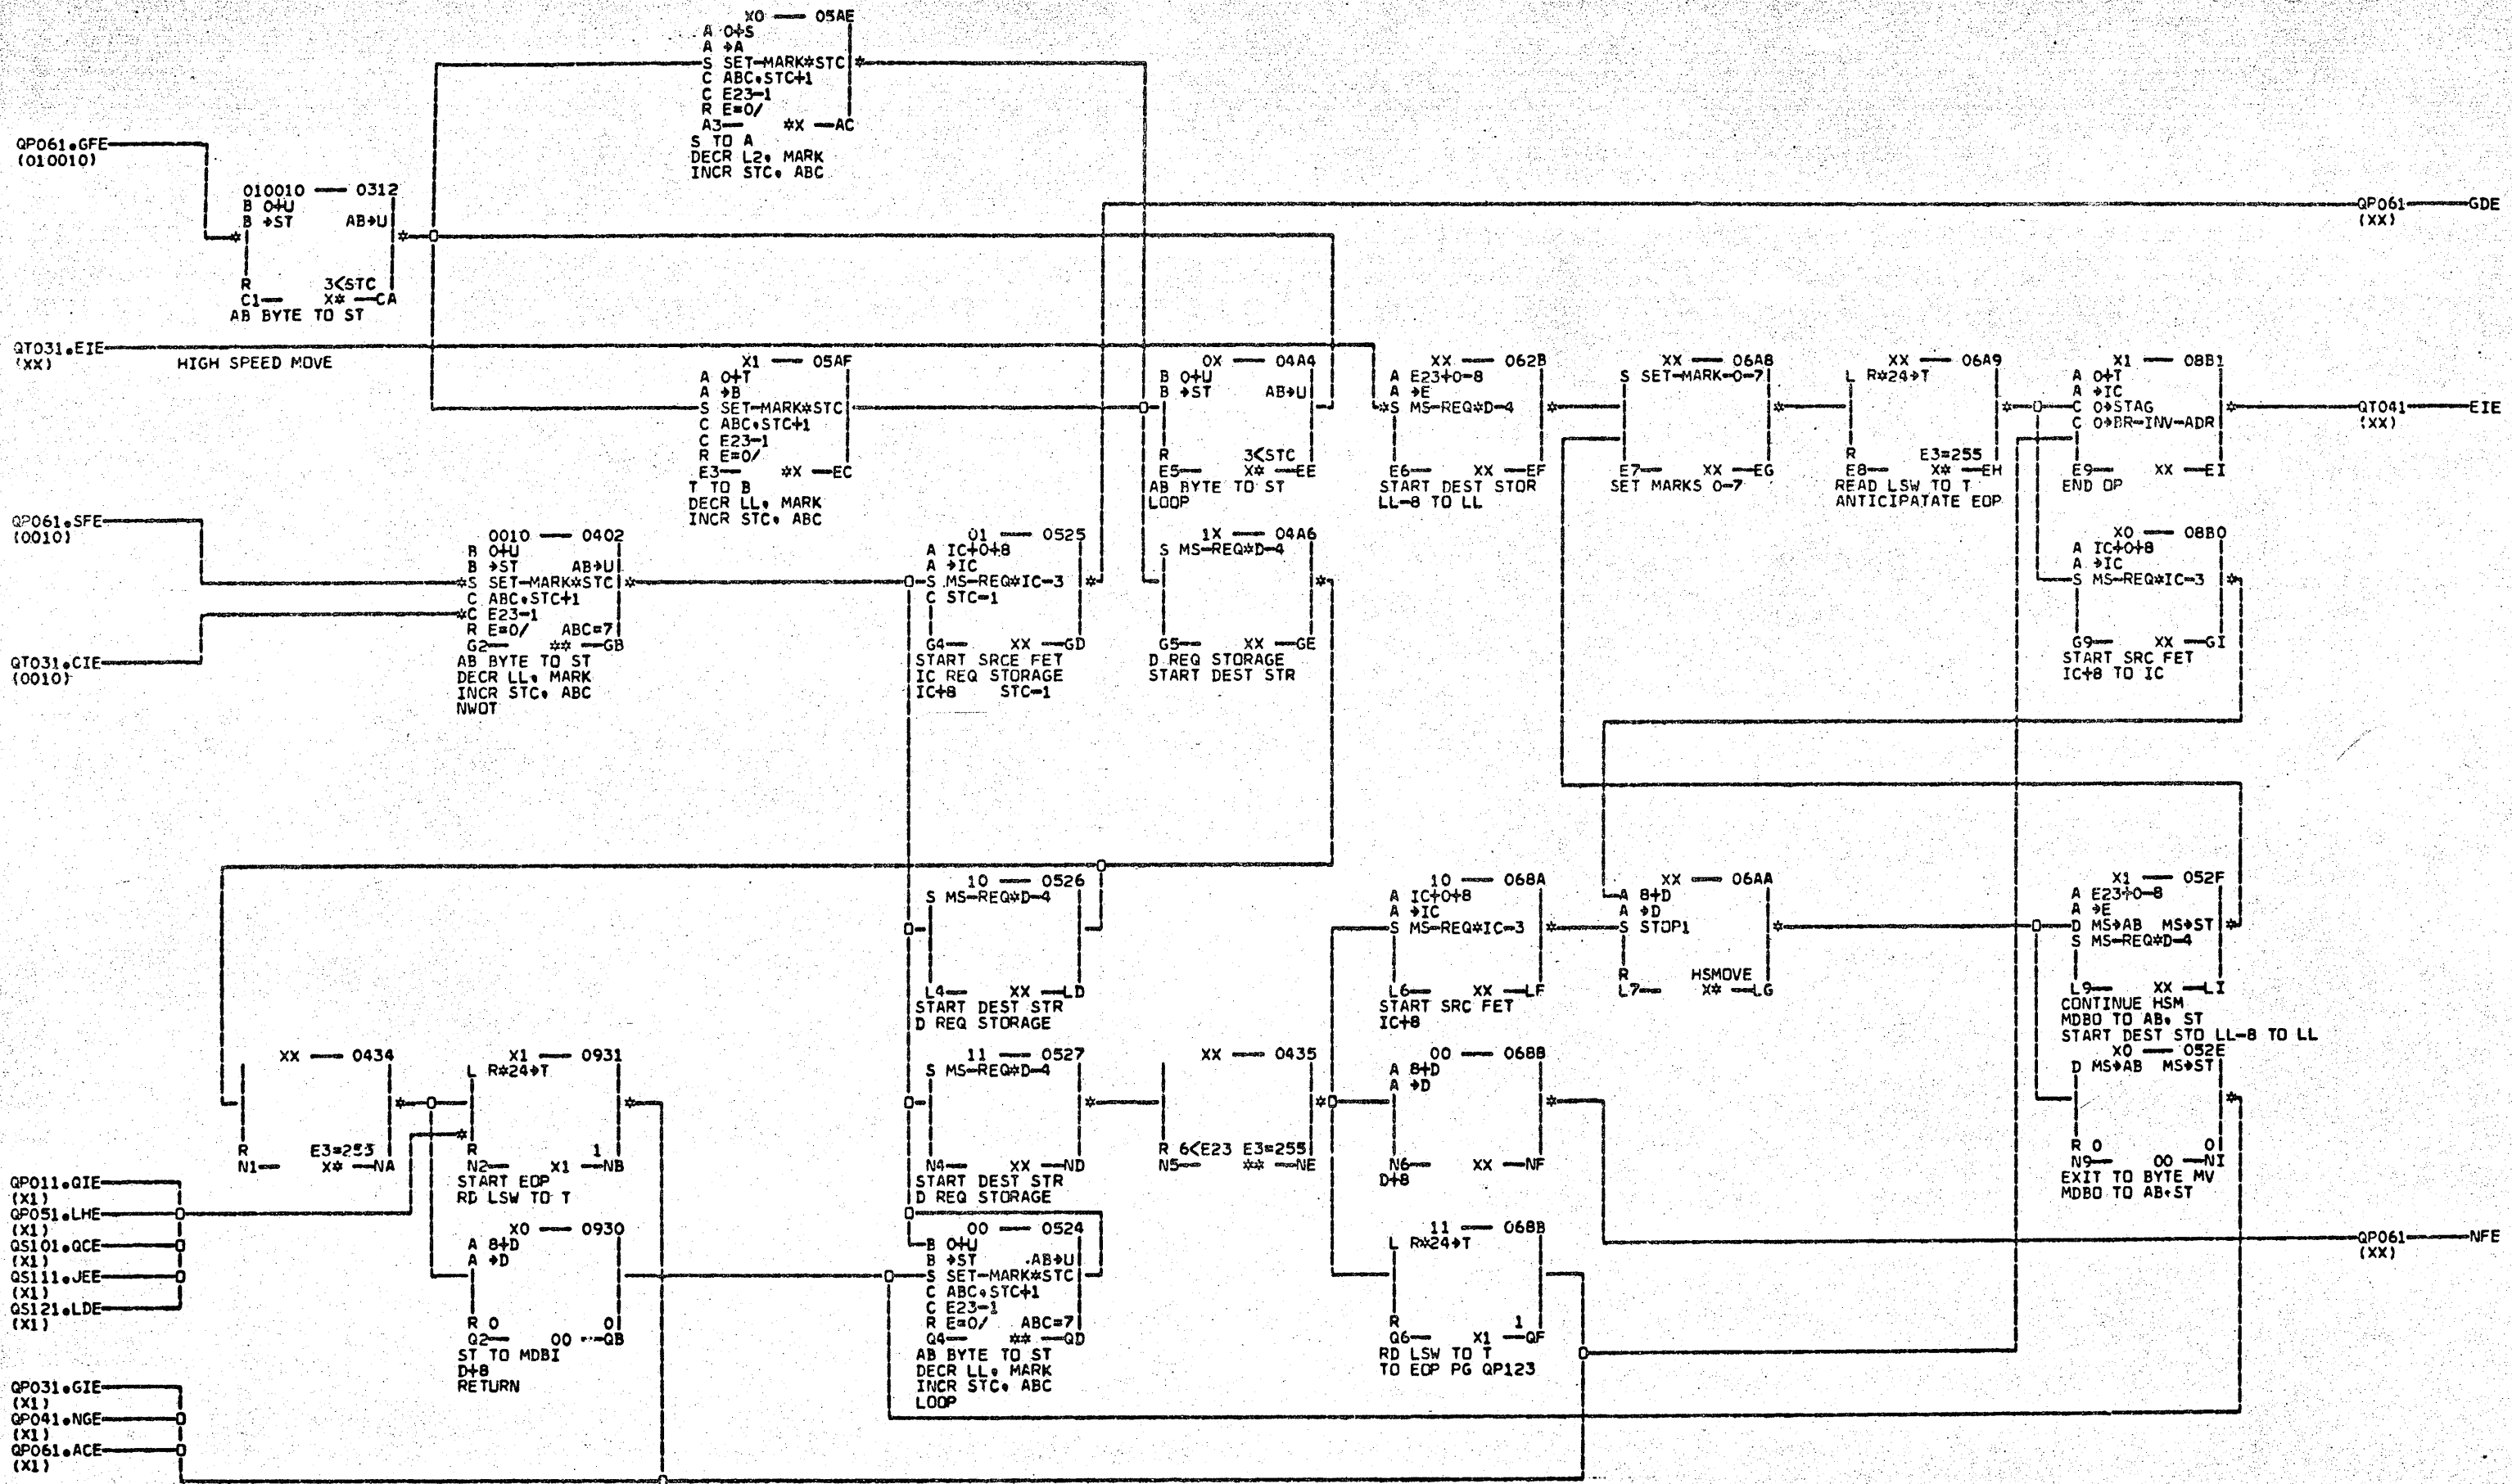 X0 — 05AE
A 0+S
A →A
S SET-MARK*STC *
C ABC,STC+1
C E23-1
R E=0/
A3— *X —AC
S TO A
DECR L2, MARK
INCR STC, ABC
QP061.GFE
(010010)
010010 — 0312
B 0+U
B →ST AB→U
* *
R 3<STC
C1— X* —CA
AB BYTE TO ST
QP061 GDE
(XX)
QT031.EIE
(XX) HIGH SPEED MOVE
X1 — 05AF
A 0+T
A →B
S SET-MARK*STC
C ABC,STC+1
C E23-1
R E=0/
E3— *X —EC
T TO B
DECR LL, MARK
INCR STC, ABC
0X — 04A4
B 0+U
B →ST AB→U
R 3<STC
E5— X* —EE
AB BYTE TO ST
LOOP
XX — 062B
A E23+0-8
A →E
*S MS-REQ*D-4 *
E6— XX —EF
START DEST STOR
LL-8 TO LL
XX — 06A8
S SET-MARK-0-7
*
E7— XX —EG
SET MARKS 0-7
XX — 06A9
L R*24→T
*
R E3=255
E8— X* —EH
READ LSW TO T
ANTICIPATATE EOP
X1 — 08B1
A 0+T
A →IC
C 0→STAG *
C 0→BR-INV-ADR
E9— XX —EI
END OP
QT041 EIE
(XX)
QP061.SFE
(0010)
QT031.CIE
(0010)
0010 — 0402
B 0+U
B →ST AB→U
*S SET-MARK*STC *
C ABC,STC+1
*C E23-1
R E=0/ ABC=7
G2— ** —GB
AB BYTE TO ST
DECR LL, MARK
INCR STC, ABC
NWOT
01 — 0525
A IC+0+8
A →IC
S MS-REQ*IC-3 *
C STC-1
G4— XX —GD
START SRCE FET
IC REQ STORAGE
IC+8 STC-1
1X — 04A6
S MS-REQ*D-4
*
G5— XX —GE
D REQ STORAGE
START DEST STR
X0 — 08B0
A IC+0+8
A →IC
S MS-REQ*IC-3 *
G9— XX —GI
START SRC FET
IC+8 TO IC
10 — 0526
S MS-REQ*D-4
L4— XX —LD
START DEST STR
D REQ STORAGE
10 — 068A
A IC+0+8
A →IC
S MS-REQ*IC-3 *
L6— XX —LF
START SRC FET
IC+8
XX — 06AA
A 8+D
A →D
S STOP1 *
R HSMOVE
L7— X* —LG
X1 — 052F
A E23+0-8
A →E
D MS→AB MS→ST *
S MS-REQ*D-4
L9— XX —LI
CONTINUE HSM
MDBO TO AB, ST
START DEST STO LL-8 TO LL
XX — 0434
*
R E3=253
N1— X* —NA
X1 — 0931
L R*24→T
*
*
R 1
N2— X1 —NB
START EOP
RD LSW TO T
11 — 0527
S MS-REQ*D-4
*
N4— XX —ND
START DEST STR
D REQ STORAGE
XX — 0435
*
R 6<E23 E3=255
N5— ** —NE
00 — 0688
A 8+D
A →D
*
N6— XX —NF
D+8
X0 — 052E
D MS→AB MS→ST
*
R 0 0
N9— 00 —NI
EXIT TO BYTE MV
MDBO TO AB,ST
QP011.QIE
(X1)
QP051.LHE
(X1)
QS101.QCE
(X1)
QS111.JEE
(X1)
QS121.LDE
(X1)
X0 — 0930
A 8+D
A →D
R 0 0
Q2— 00 —QB
ST TO MDBI
D+8
RETURN
00 — 0524
B 0+U
B →ST AB→U
S SET-MARK*STC
C ABC,STC+1
C E23-1
R E=0/ ABC=7
Q4— ** —QD
AB BYTE TO ST
DECR LL, MARK
INCR STC, ABC
LOOP
11 — 068B
L R*24→T
R 1
Q6— X1 —QF
RD LSW TO T
TO EOP PG QP123
QP061 NFE
(XX)
QP031.GIE
(X1)
QP041.NGE
(X1)
QP061.ACE
(X1)